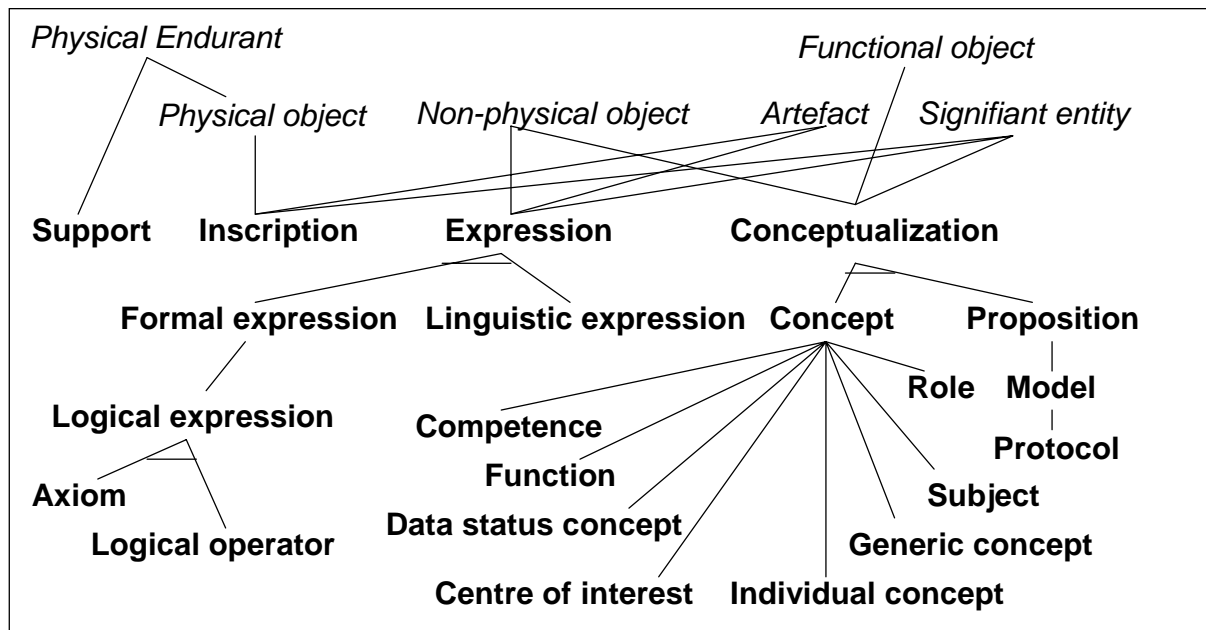 Physical Endurant
Functional object
Physical object
Non-physical object
Artefact
Signifiant entity
Support
Inscription
Expression
Conceptualization
Formal expression
Linguistic expression
Concept
Proposition
Role
Model
Logical expression
Competence
Protocol
Function
Axiom
Subject
Data status concept
Logical operator
Generic concept
Centre of interest
Individual concept